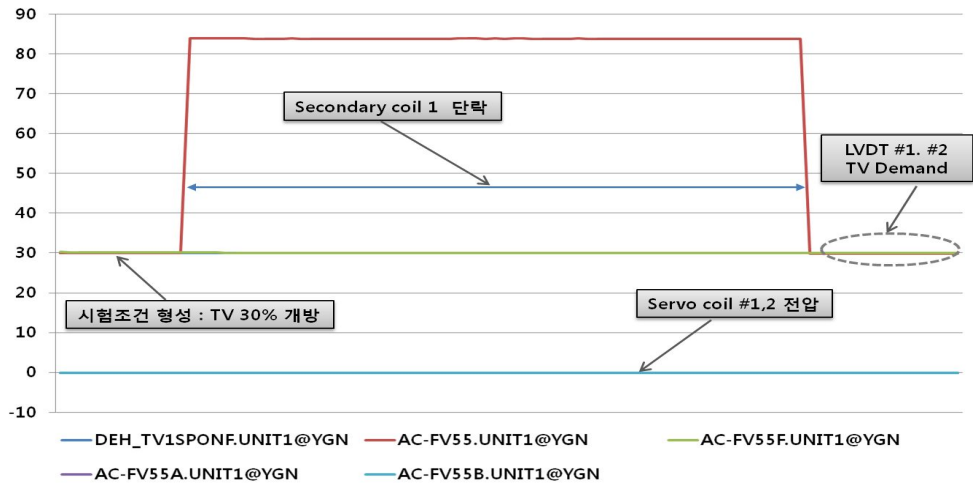 90
80
70
60
50
40
30
20
10
0
-10
Secondary coil 1 단락
LVDT #1. #2
TV Demand
시험조건 형성 : TV 30% 개방
Servo coil #1,2 전압
DEH_TV1SPONF.UNIT1@YGN
AC-FV55.UNIT1@YGN
AC-FV55F.UNIT1@YGN
AC-FV55A.UNIT1@YGN
AC-FV55B.UNIT1@YGN